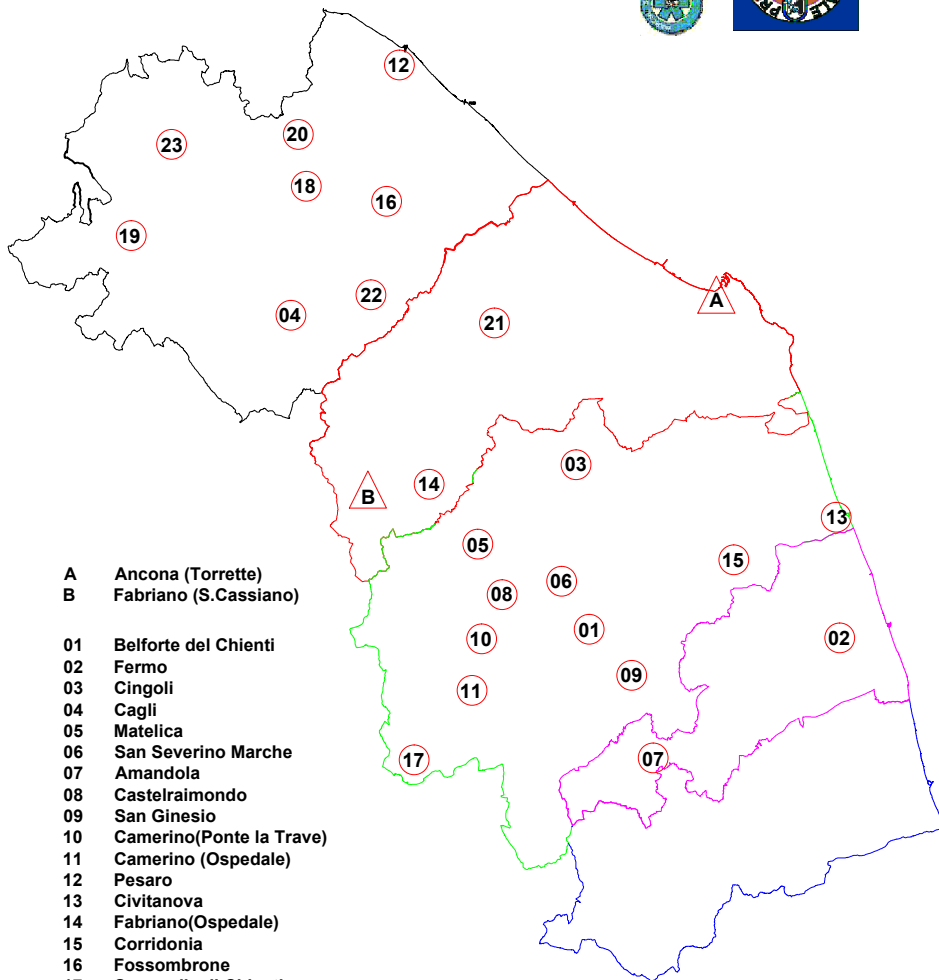 12
20
23
18
16
19
22
04
21
A
03
14
B
13
05
15
06
08
01
02
10
09
11
07
17
A Ancona (Torrette)
B Fabriano (S.Cassiano)
01 Belforte del Chienti
02 Fermo
03 Cingoli
04 Cagli
05 Matelica
06 San Severino Marche
07 Amandola
08 Castelraimondo
09 San Ginesio
10 Camerino(Ponte la Trave)
11 Camerino (Ospedale)
12 Pesaro
13 Civitanova
14 Fabriano(Ospedale)
15 Corridonia
16 Fossombrone